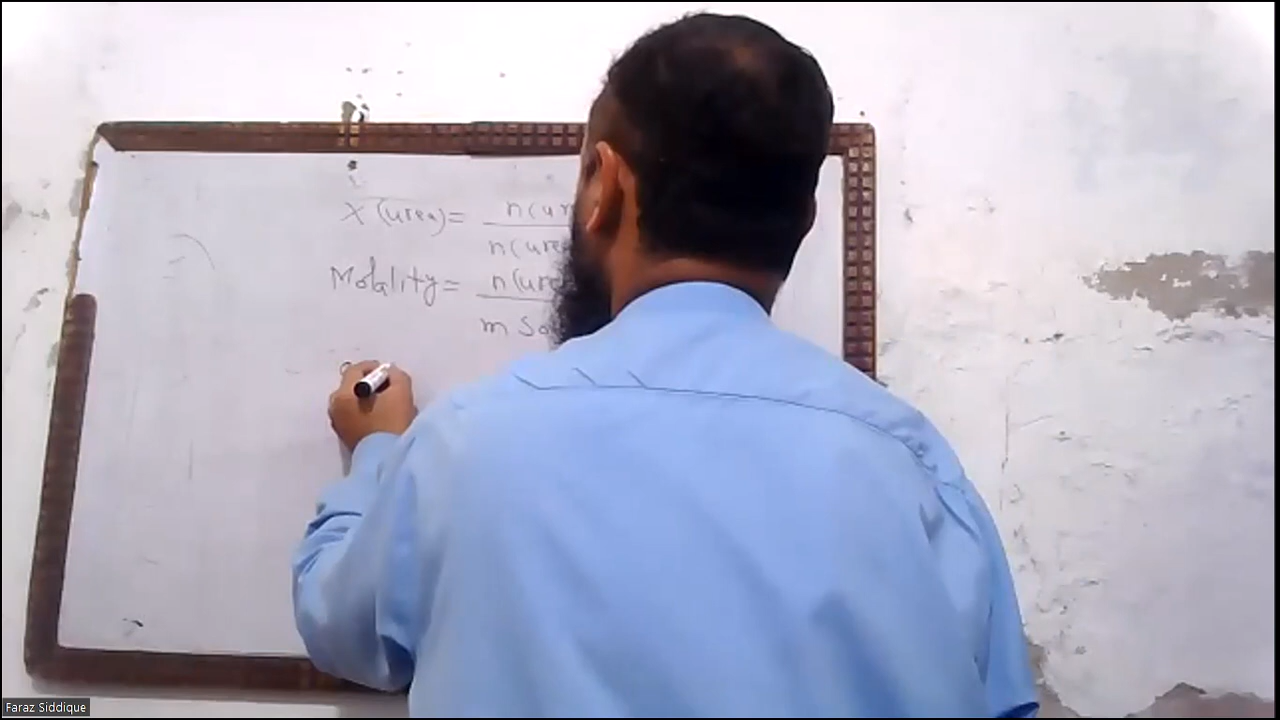 X (urea) = n(ur
n(ure
Molality = n(ure
m So
Faraz Siddique